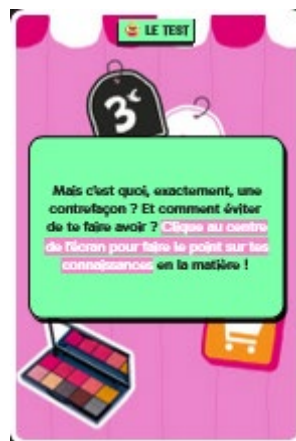 LE TEST
3€
Mais c'est quoi, exactement, une
contrefaçon ? Et comment éviter
de te faire avoir ? Clique au centre
de l'écran pour faire le point sur tes
connaissances en la matière !